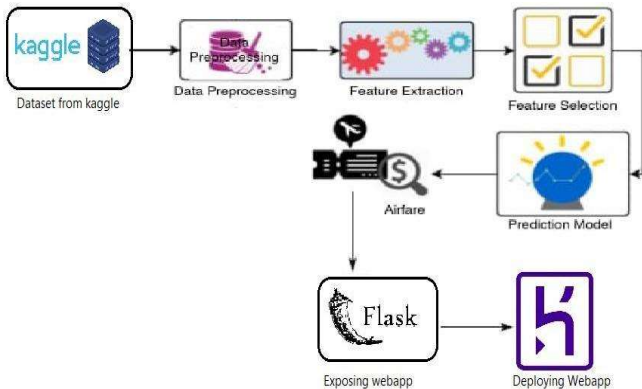 kaggle
Dataset from kaggle
Data
Preprocessing
Data Preprocessing
Feature Extraction
Feature Selection
Airfare
Prediction Model
Flask
Exposing webapp
Deploying Webapp